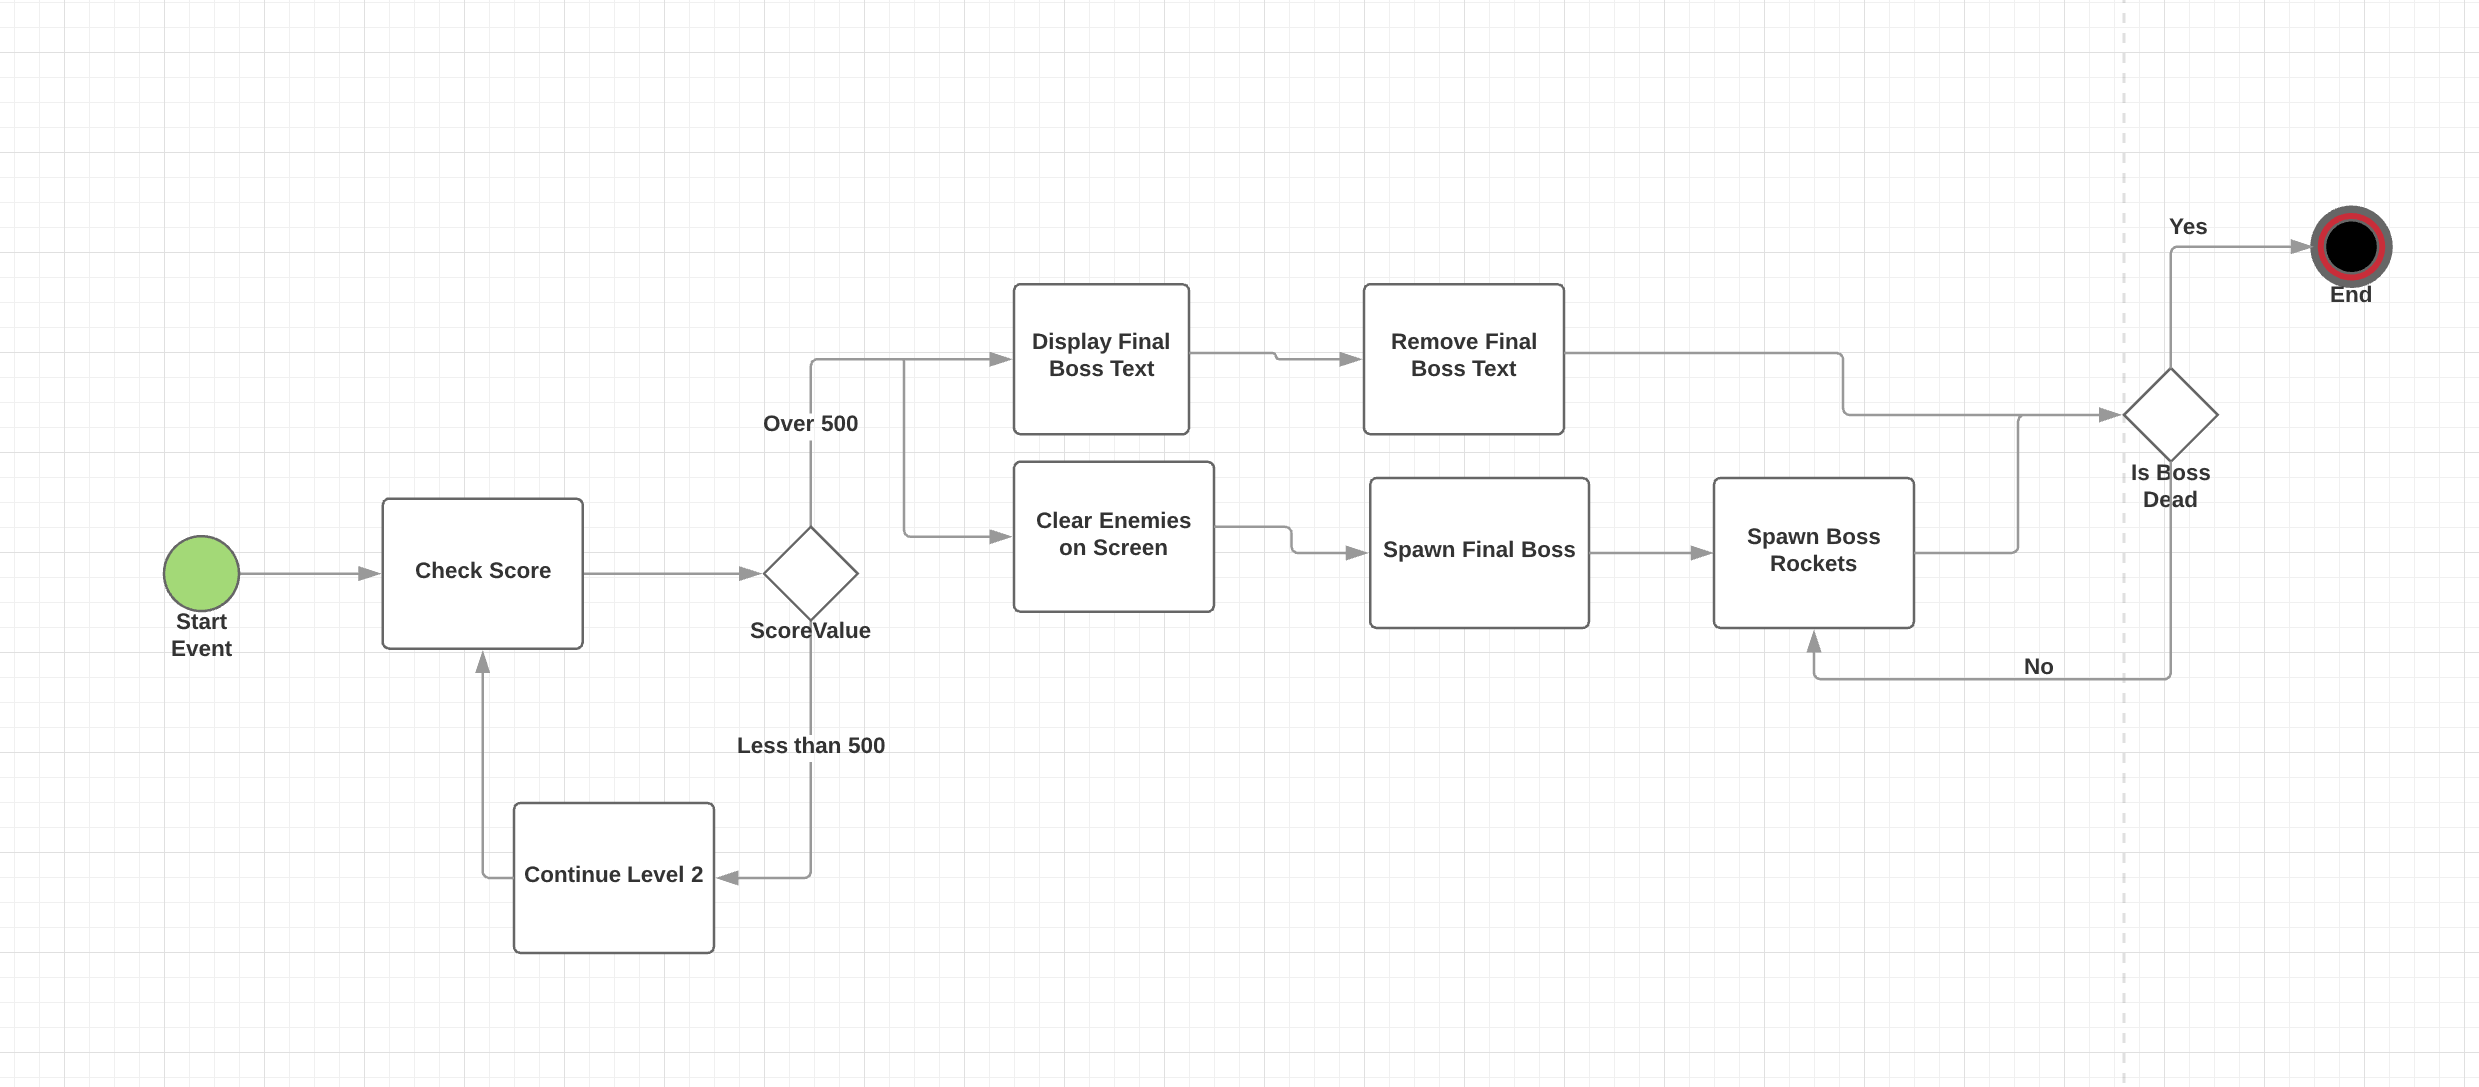 Start
Event
Check Score
ScoreValue
Over 500
Less than 500
Continue Level 2
Display Final
Boss Text
Remove Final
Boss Text
Clear Enemies
on Screen
Spawn Final Boss
Spawn Boss
Rockets
Is Boss
Dead
No
Yes
End